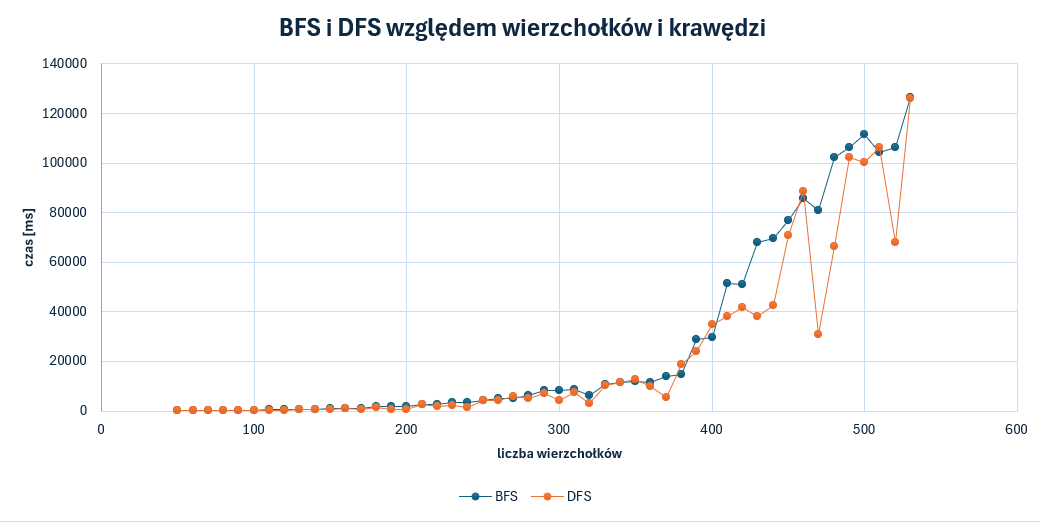 BFS i DFS względem wierzchołków i krawędzi
140000
120000
100000
80000
60000
40000
20000
0
czas [ms]
0 100 200 300 400 500 600
liczba wierzchołków
BFS DFS